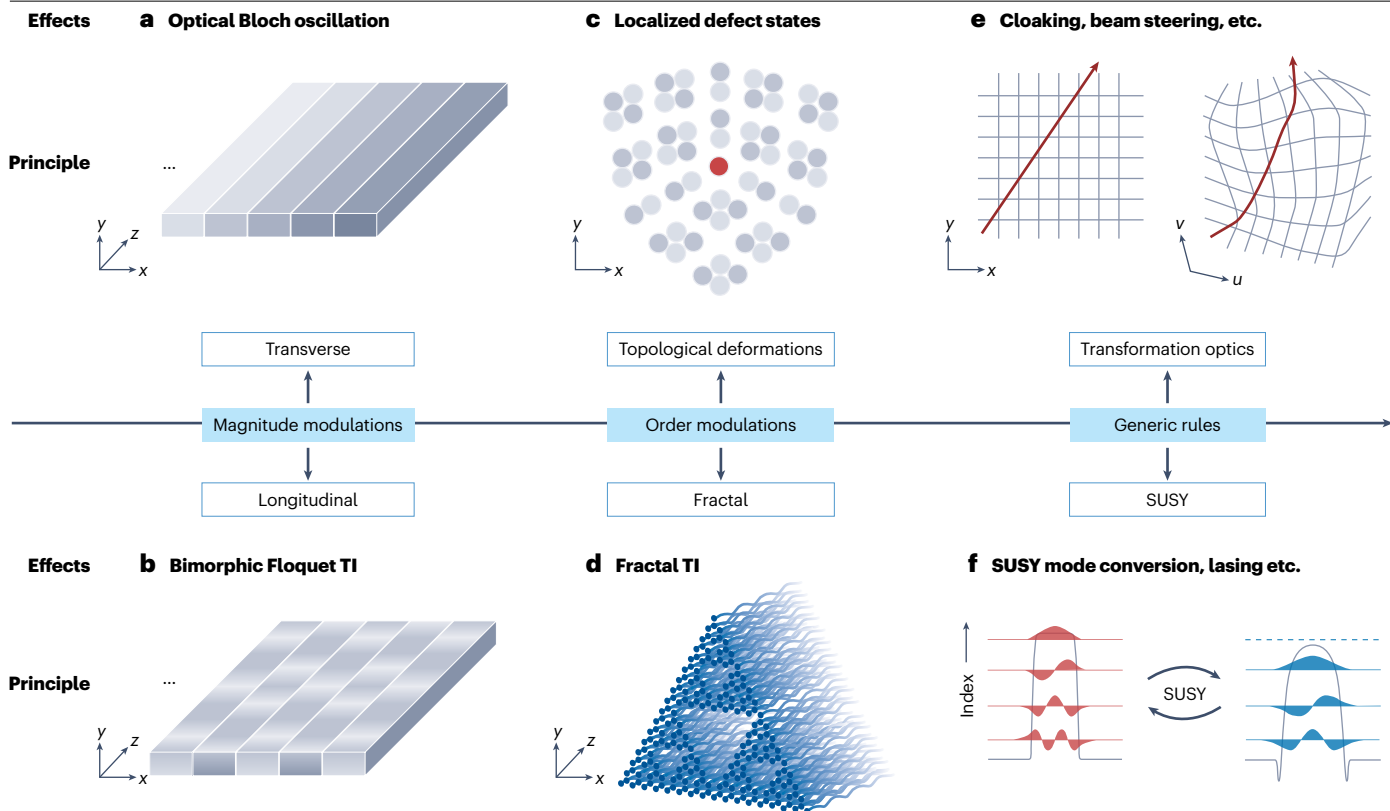 Effects
a Optical Bloch oscillation
c Localized defect states
e Cloaking, beam steering, etc.
Principle
...
y
z
x
y
x
y
x
v
u
Transverse
Topological deformations
Transformation optics
Magnitude modulations
Order modulations
Generic rules
Longitudinal
Fractal
SUSY
Effects
b Bimorphic Floquet TI
d Fractal TI
f SUSY mode conversion, lasing etc.
Principle
...
y
z
x
y
z
x
Index
SUSY